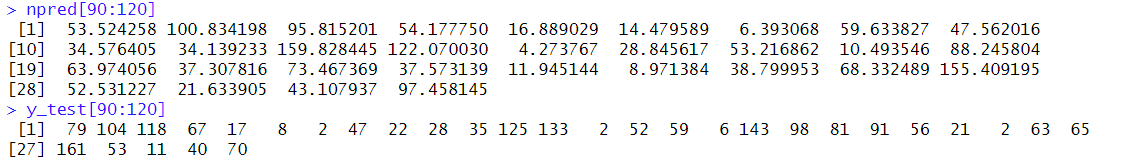 > npred[90:120]
[1] 53.524258 100.834198 95.815201 54.177750 16.889029 14.479589 6.393068 59.633827 47.562016
[10] 34.576405 34.139233 159.828445 122.070030 4.273767 28.845617 53.216862 10.493546 88.245804
[19] 63.974056 37.307816 73.467369 37.573139 11.945144 8.971384 38.799953 68.332489 155.409195
[28] 52.531227 21.633905 43.107937 97.458145
> y_test[90:120]
[1] 79 104 118 67 17 8 2 47 22 28 35 125 133 2 52 59 6 143 98 81 91 56 21 2 63 65
[27] 161 53 11 40 70